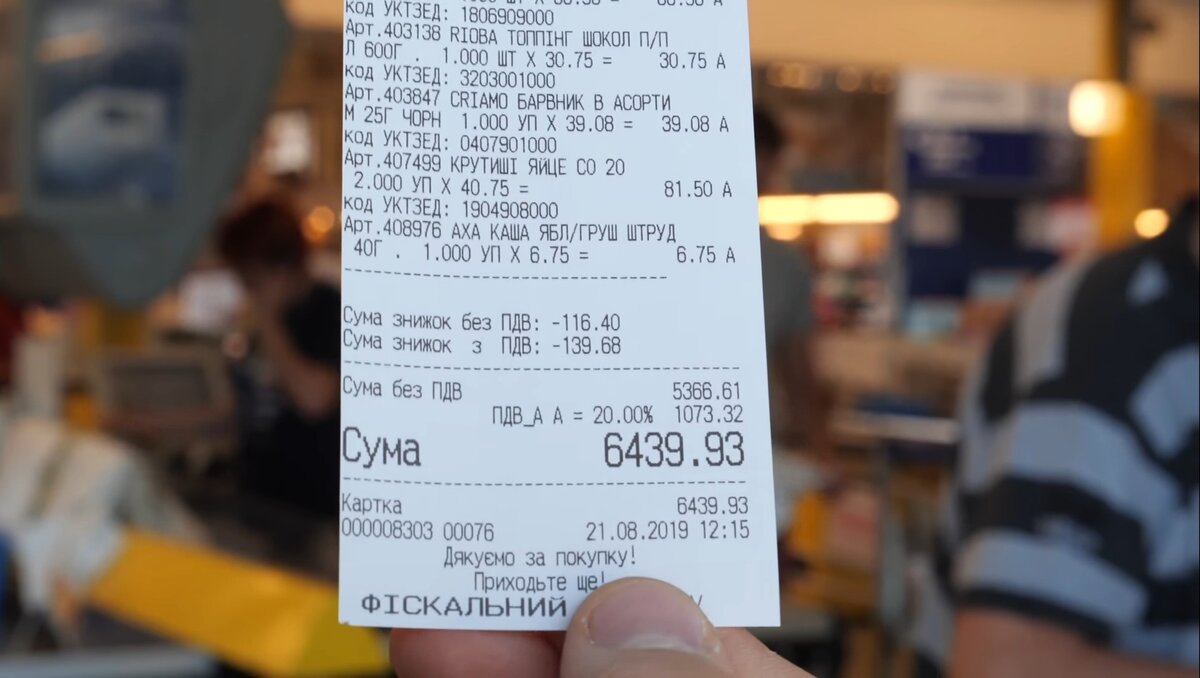 код УКТЗЕД: 1806909000
Арт.403138 RIOBA ТОППІНГ ШОКОЛ П/П
Л 600Г . 1.000 ШТ X 30.75 = 30.75 А
код УКТЗЕД: 3203001000
Арт.403847 CRIAMO БАРВНИК В АСОРТИ
М 25Г ЧОРН 1.000 УП X 39.08 = 39.08 А
код УКТЗЕД: 0407901000
Арт.407499 КРУТИШІ ЯЙЦЕ СО 20
2.000 УП X 40.75 = 81.50 А
код УКТЗЕД: 1904908000
Арт.408976 АХА КАША ЯБЛ/ГРУШ ШТРУД
40Г . 1.000 УП X 6.75 = 6.75 А
Сума знижок без ПДВ: -116.40
Сума знижок з ПДВ: -139.68
Сума без ПДВ 5366.61
ПДВ_А А = 20.00% 1073.32
Сума 6439.93
Картка 6439.93
000008303 00076 21.08.2019 12:15
Дякуємо за покупку!
Приходьте ще!
ФІСКАЛЬНИЙ